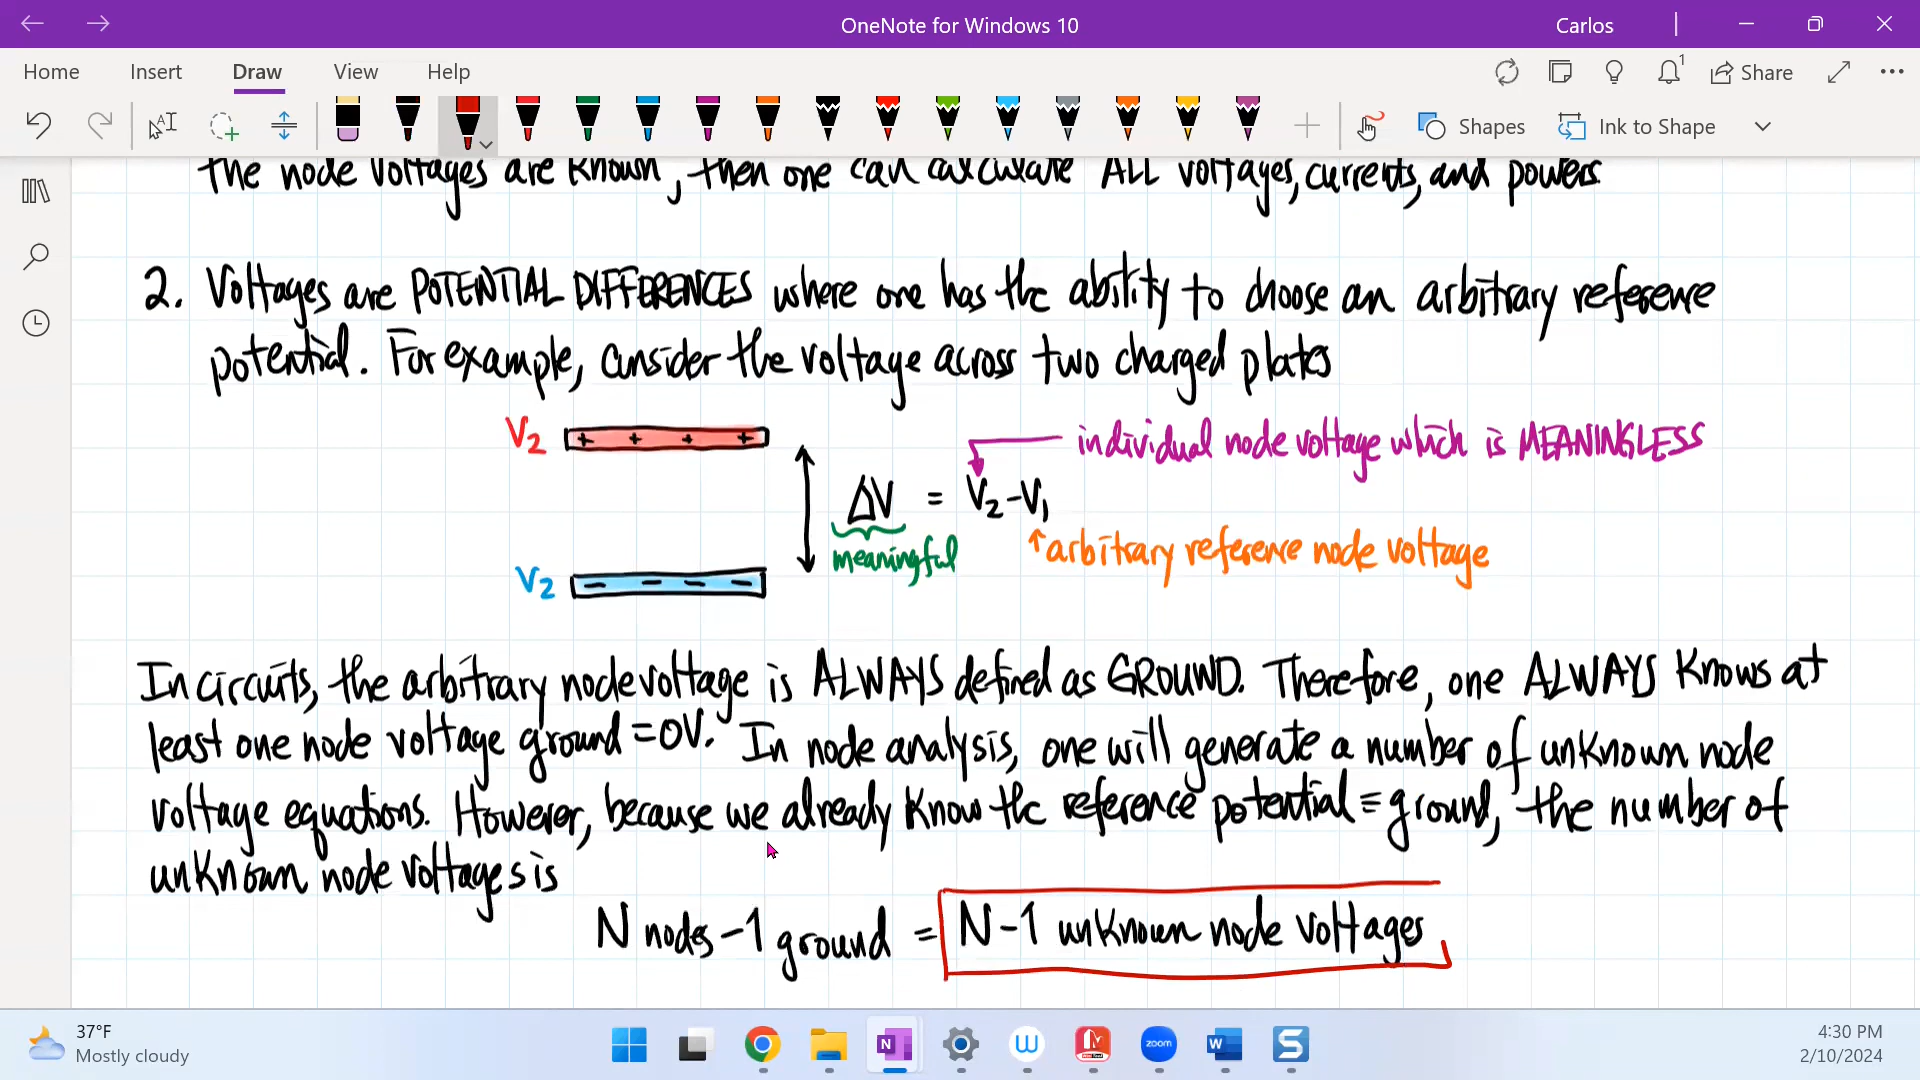 OneNote for Windows 10
Carlos
Home Insert Draw View Help
1
Share
Shapes
Ink to Shape
the node voltages are known, then one can calculate ALL voltages, currents, and powers
2. Voltages are POTENTIAL DIFFERENCES where one has the ability to choose an arbitrary reference
potential. For example, consider the voltage across two charged plates
V2 + + + +
individual node voltage which is MEANINGLESS
ΔV = V2 - V1
meaningful
↑arbitrary reference node voltage
V2 - - - -
In circuits, the arbitrary node voltage is ALWAYS defined as GROUND. Therefore, one ALWAYS knows at
least one node voltage ground = 0V. In node analysis, one will generate a number of unknown node
voltage equations. However, because we already know the reference potential = ground, the number of
unknown node voltages is
N nodes - 1 ground = N-1 unknown node voltages
37°F
Mostly cloudy
N
W
zoom
W
S
4:30 PM
2/10/2024